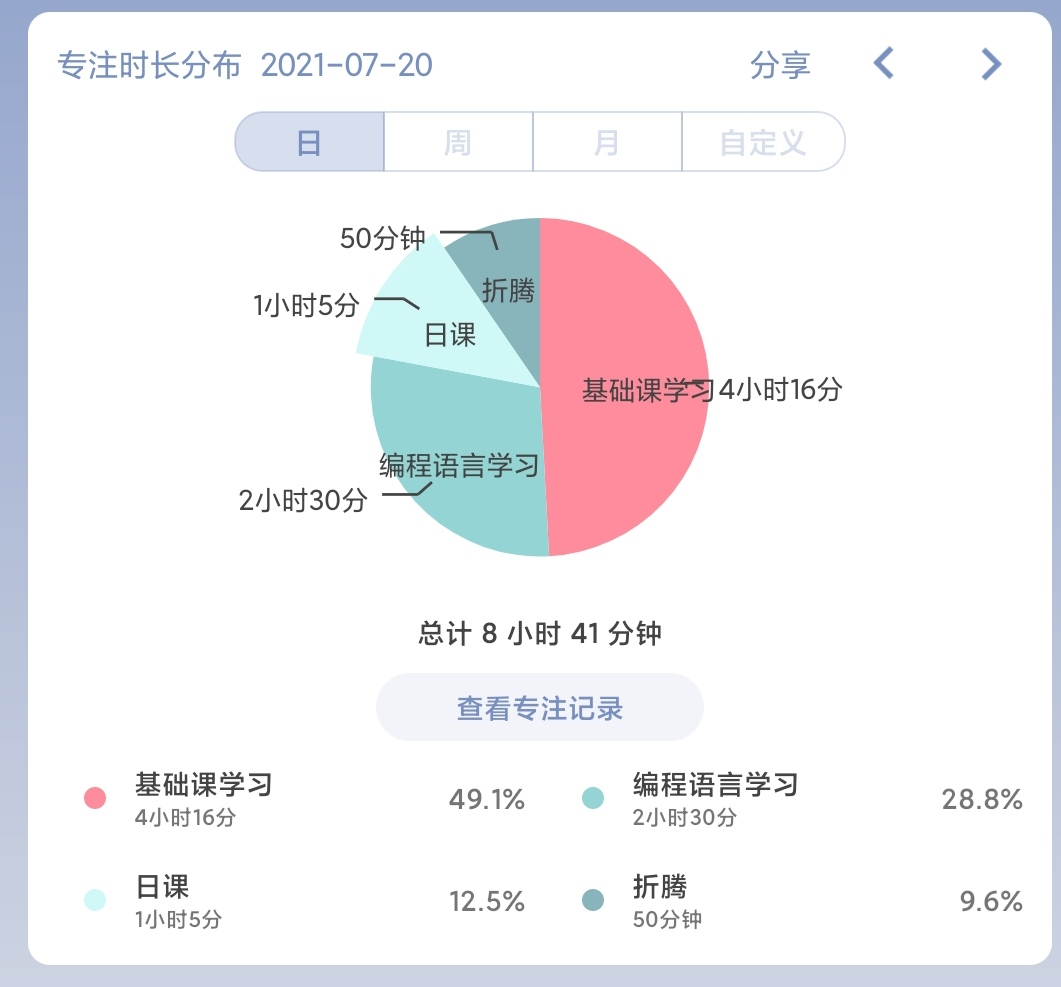 专注时长分布 2021-07-20 分享
日 周 月 自定义
50分钟
折腾
1小时5分
日课
基础课学习 4小时16分
编程语言学习
2小时30分
总计 8 小时 41 分钟
查看专注记录
基础课学习 49.1% 编程语言学习 28.8%
4小时16分 2小时30分
日课 12.5% 折腾 9.6%
1小时5分 50分钟